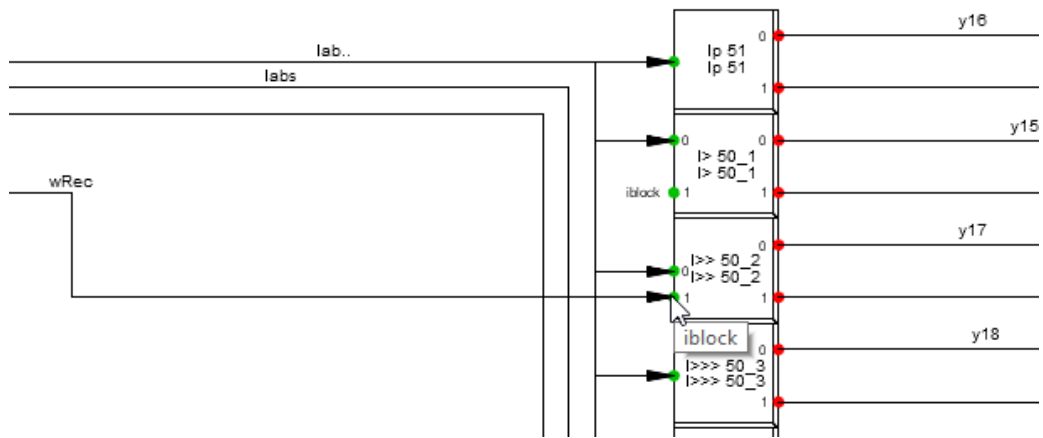 y16
0
Iab..
Ip 51
Ip 51
Iabs
1
y15
0
0
I> 50_1
I> 50_1
wRec
iblock
1
1
y17
0
I>> 50_2
0
I>> 50_2
1
1
iblock
y18
0
I>>> 50_3
I>>> 50_3
1